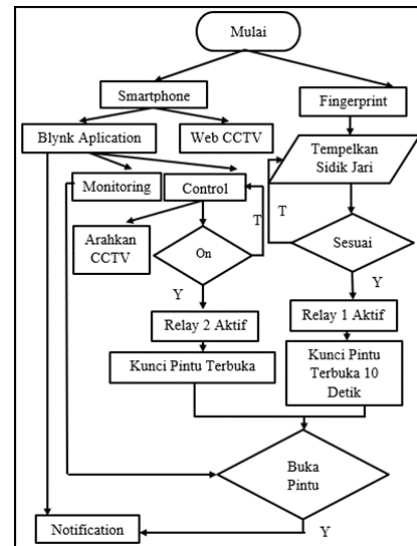 Mulai
Smartphone
Fingerprint
Blynk Aplication
Web CCTV
Tempelkan
Sidik Jari
Monitoring
Control
T
T
Arahkan
CCTV
On
Sesuai
Y
Y
Relay 2 Aktif
Relay 1 Aktif
Kunci Pintu Terbuka
Kunci Pintu
Terbuka 10
Detik
Buka
Pintu
Notification
Y